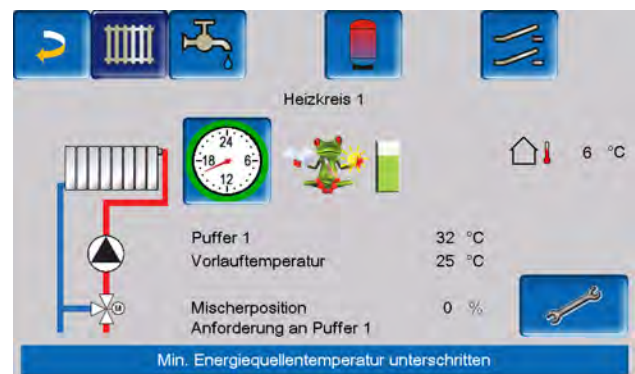 Heizkreis 1
24
18 6
12
6 °C
Puffer 1 32 °C
Vorlauftemperatur 25 °C
M
Mischerposition 0 %
Anforderung an Puffer 1
Min. Energiequellentemperatur unterschritten